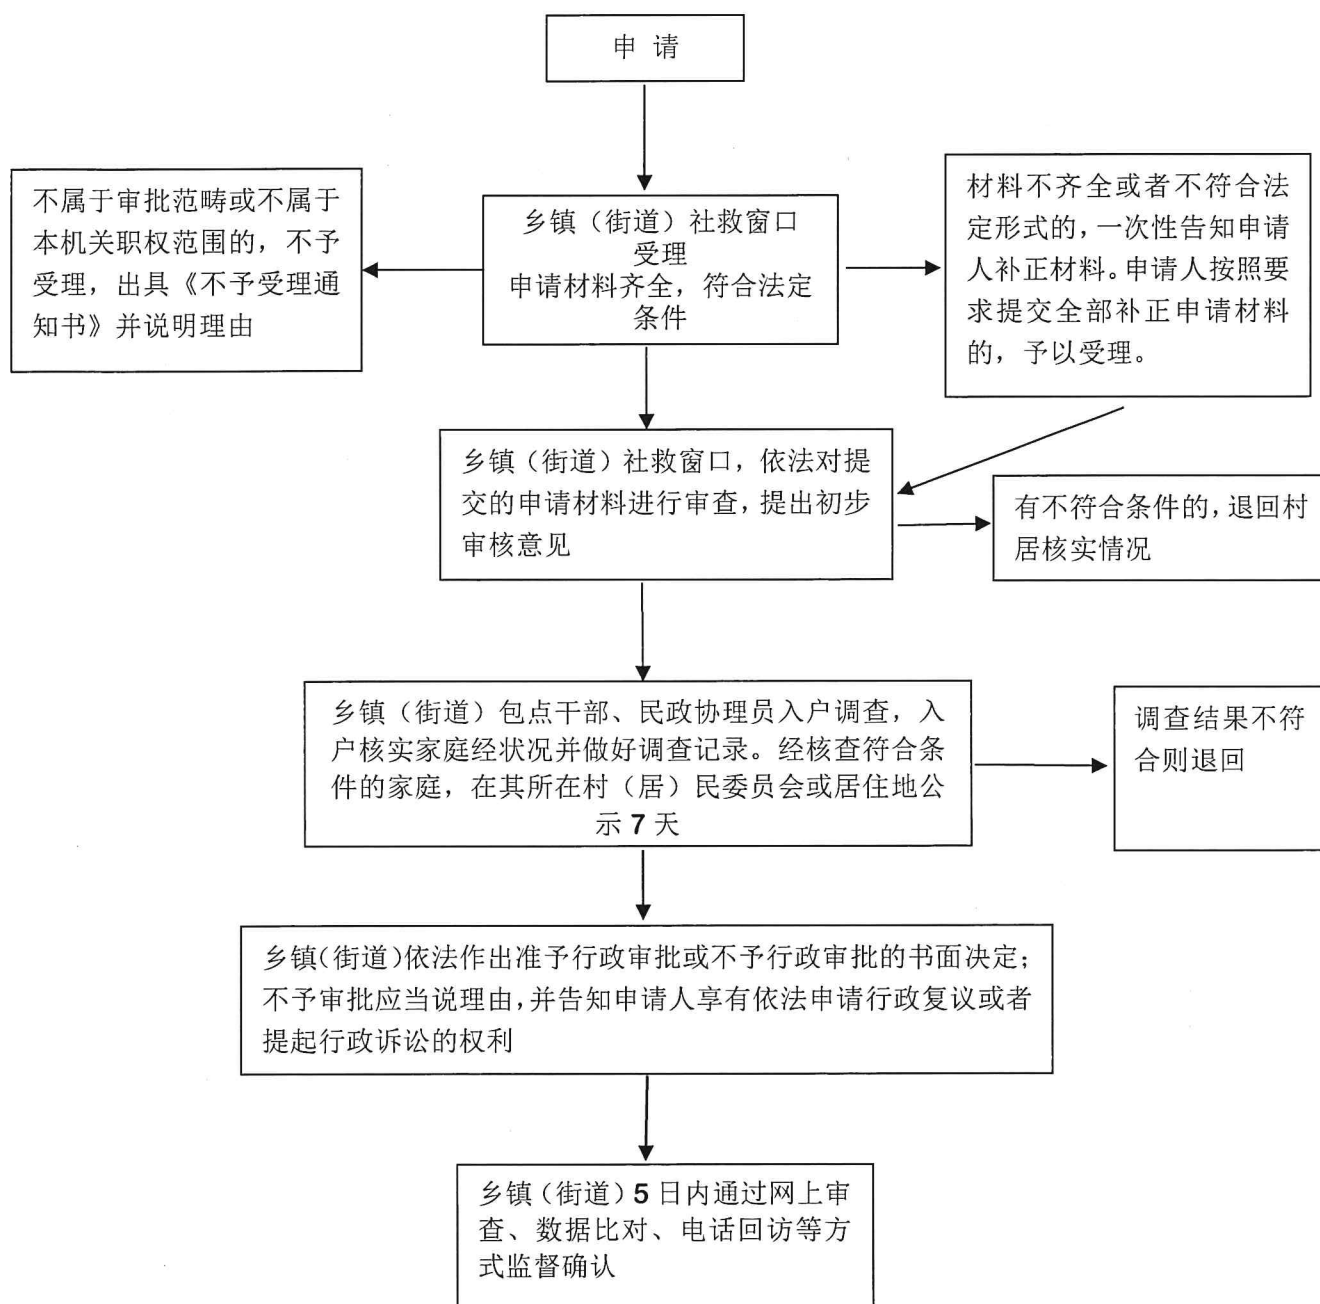 申 请
不属于审批范畴或不属于
本机关职权范围的，不予
受理，出具《不予受理通
知书》并说明理由
乡镇（街道）社救窗口
受理
申请材料齐全，符合法定
条件
材料不齐全或者不符合法
定形式的，一次性告知申请
人补正材料。申请人按照要
求提交全部补正申请材料
的，予以受理。
乡镇（街道）社救窗口，依法对提
交的申请材料进行审查，提出初步
审核意见
有不符合条件的，退回村
居核实情况
乡镇（街道）包点干部、民政协理员入户调查，入
户核实家庭经状况并做好调查记录。经核查符合条
件的家庭，在其所在村（居）民委员会或居住地公
示 7 天
调查结果不符
合则退回
乡镇（街道）依法作出准予行政审批或不予行政审批的书面决定；
不予审批应当说理由，并告知申请人享有依法申请行政复议或者
提起行政诉讼的权利
乡镇（街道）5 日内通过网上审
查、数据比对、电话回访等方
式监督确认